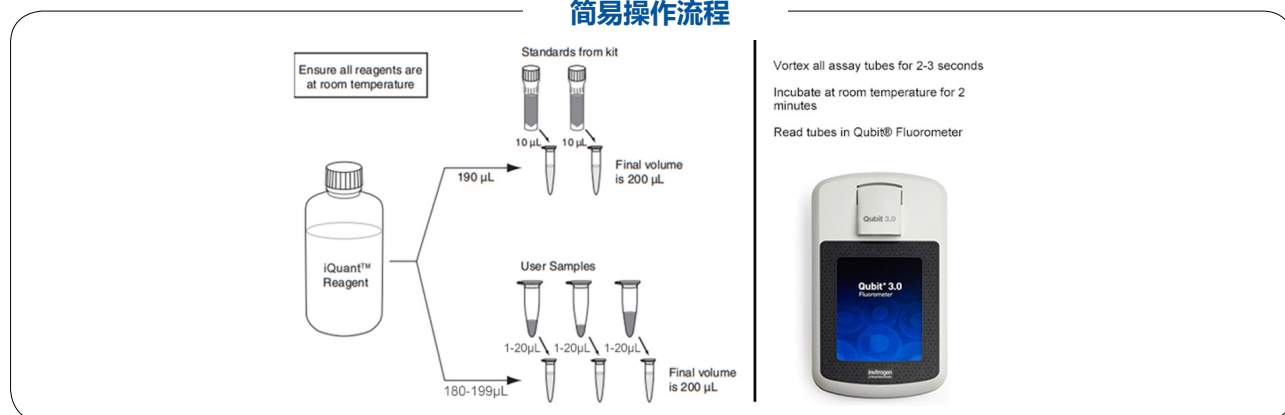 简易操作流程
Ensure all reagents are
at room temperature
Standards from kit
10 µL
10 µL
190 µL
Final volume
is 200 µL
iQuant™
Reagent
User Samples
1-20µL
1-20µL
1-20µL
180-199µL
Final volume
is 200 µL
Vortex all assay tubes for 2-3 seconds
Incubate at room temperature for 2
minutes
Read tubes in Qubit® Fluorometer
Qubit 3.0
Qubit® 3.0
Fluorometer
invitrogen